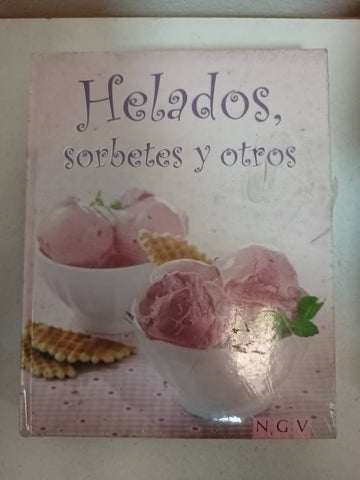 Helados,
sorbetes y otros
NGV